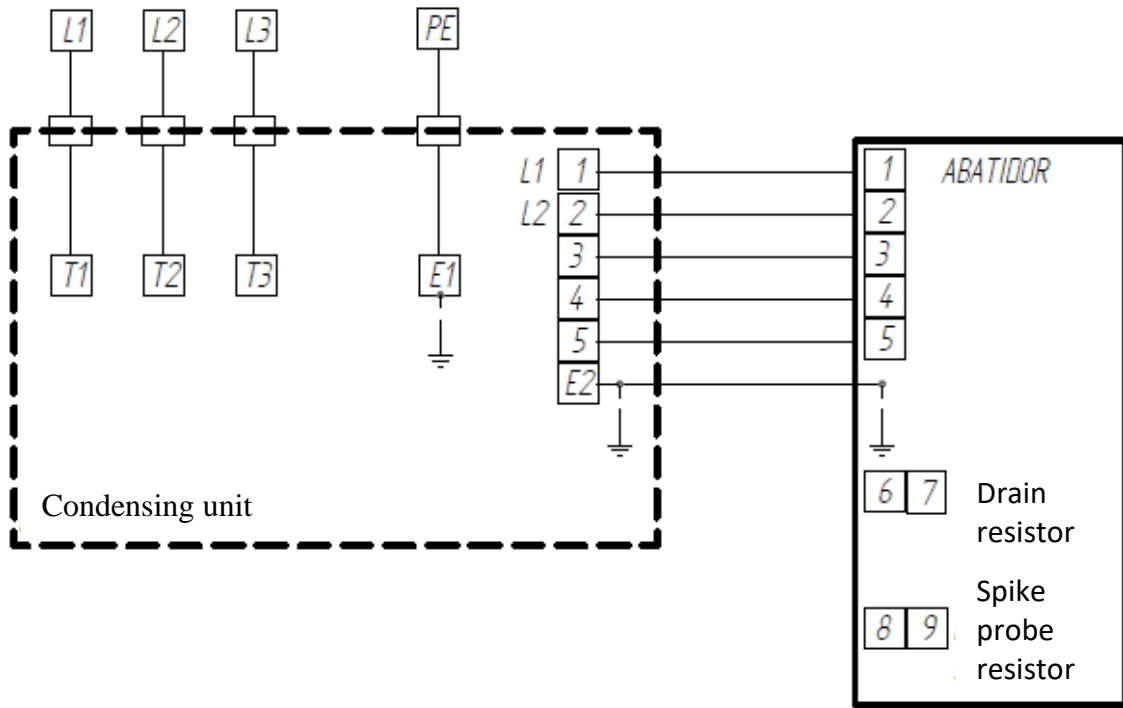 L1 L2 L3 PE
L1 1 1 ABATIDOR
L2 2 2
T1 T2 T3 E1 3 3
4 4
5 5
E2
Condensing unit
6 7 Drain
resistor
Spike
8 9 probe
resistor